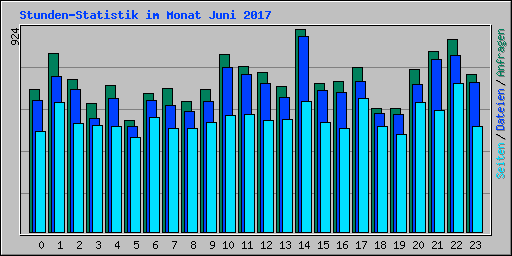 Stunden-Statistik im Monat Juni 2017
924
Seiten / Dateien / Anfragen
0 1 2 3 4 5 6 7 8 9 10 11 12 13 14 15 16 17 18 19 20 21 22 23